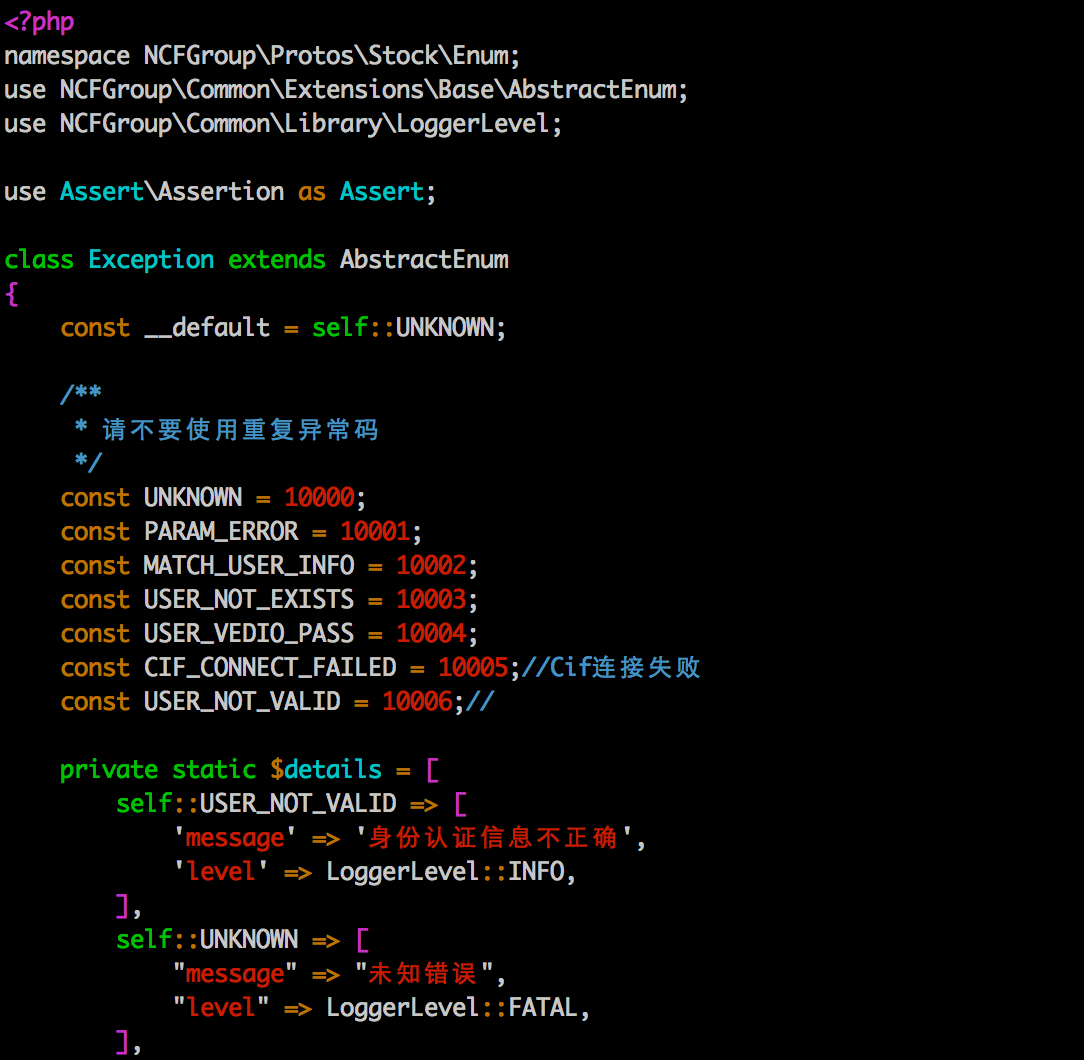 <?php
namespace NCFGroup\Protos\Stock\Enum;
use NCFGroup\Common\Extensions\Base\AbstractEnum;
use NCFGroup\Common\Library\LoggerLevel;

use Assert\Assertion as Assert;

class Exception extends AbstractEnum
{
    const __default = self::UNKNOWN;

    /**
     * 请不要使用重复异常码
     */
    const UNKNOWN = 10000;
    const PARAM_ERROR = 10001;
    const MATCH_USER_INFO = 10002;
    const USER_NOT_EXISTS = 10003;
    const USER_VEDIO_PASS = 10004;
    const CIF_CONNECT_FAILED = 10005;//Cif连接失败
    const USER_NOT_VALID = 10006;//

    private static $details = [
        self::USER_NOT_VALID => [
            'message' => '身份认证信息不正确',
            'level' => LoggerLevel::INFO,
        ],
        self::UNKNOWN => [
            "message" => "未知错误",
            "level" => LoggerLevel::FATAL,
        ],